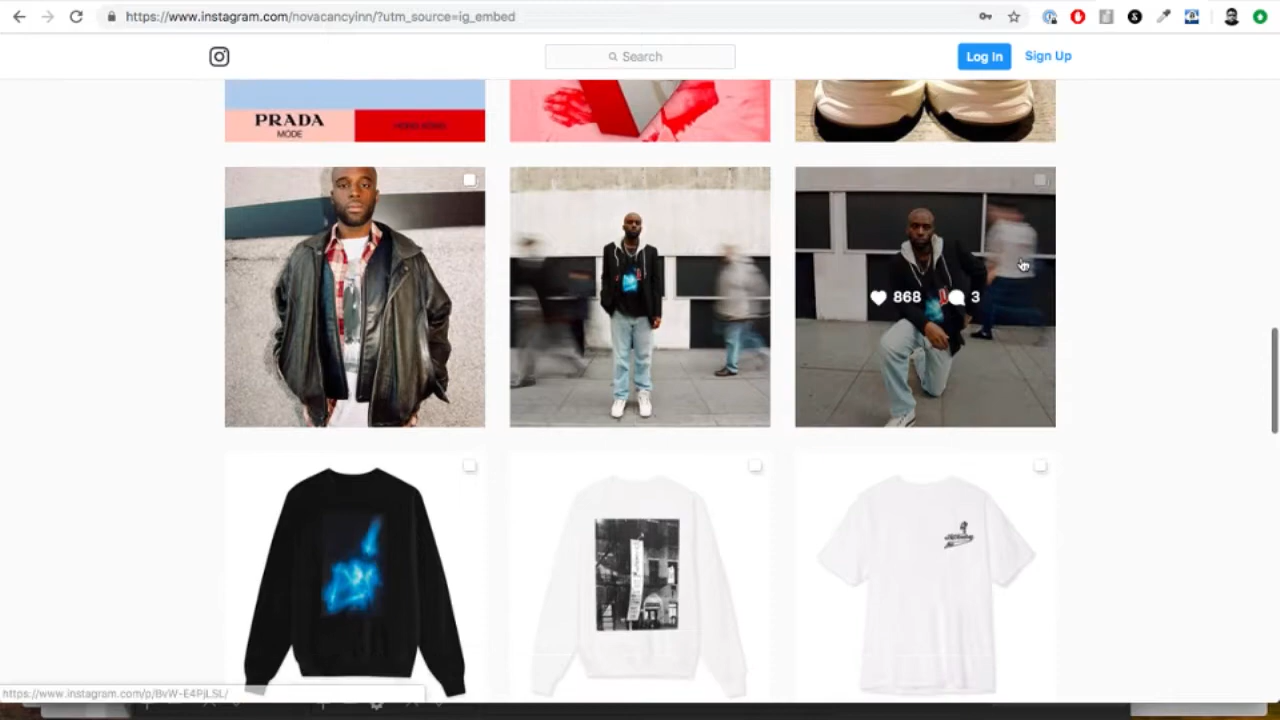 https://www.instagram.com/novacancyinn/?utm_source=ig_embed
Search
Log In
Sign Up
PRADA
MODE
868
3
https://www.instagram.com/p/BvW-E4PjLSL/